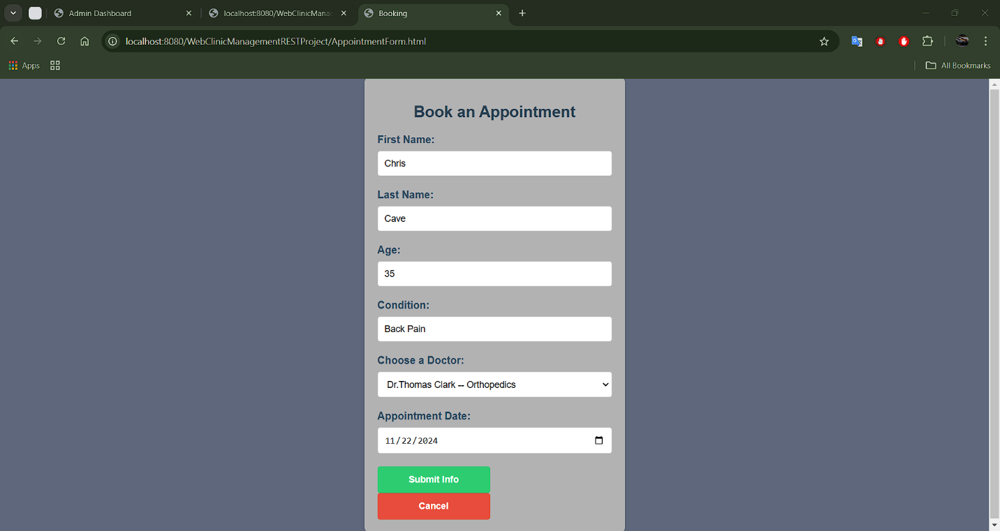 Admin Dashboard
localhost:8080/WebClinicMana
Booking
localhost:8080/WebClinicManagementRESTProject/AppointmentForm.html
Apps
All Bookmarks
Book an Appointment
First Name:
Chris
Last Name:
Cave
Age:
35
Condition:
Back Pain
Choose a Doctor:
Dr.Thomas Clark -- Orthopedics
Appointment Date:
11/22/2024
Submit Info
Cancel